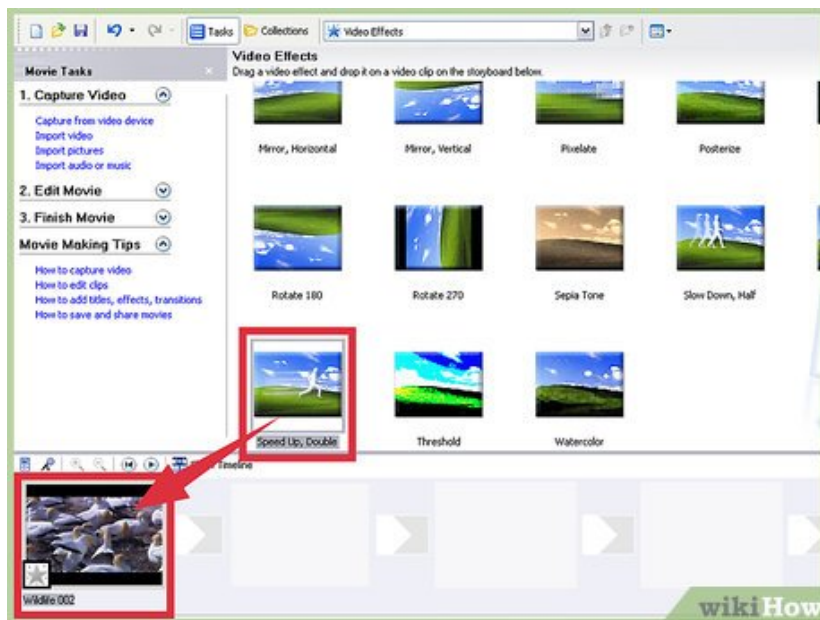 Tasks
Collections
Video Effects
Movie Tasks
×
Video Effects
Drag a video effect and drop it on a video clip on the storyboard below.
1. Capture Video
Capture from video device
Import video
Import pictures
Import audio or music
2. Edit Movie
3. Finish Movie
Movie Making Tips
How to capture video
How to edit clips
How to add titles, effects, transitions
How to save and share movies
Mirror, Horizontal
Mirror, Vertical
Pixelate
Posterize
Rotate 180
Rotate 270
Sepia Tone
Slow Down, Half
Speed Up, Double
Threshold
Watercolor
Timeline
Wildlife 002
wikiHow